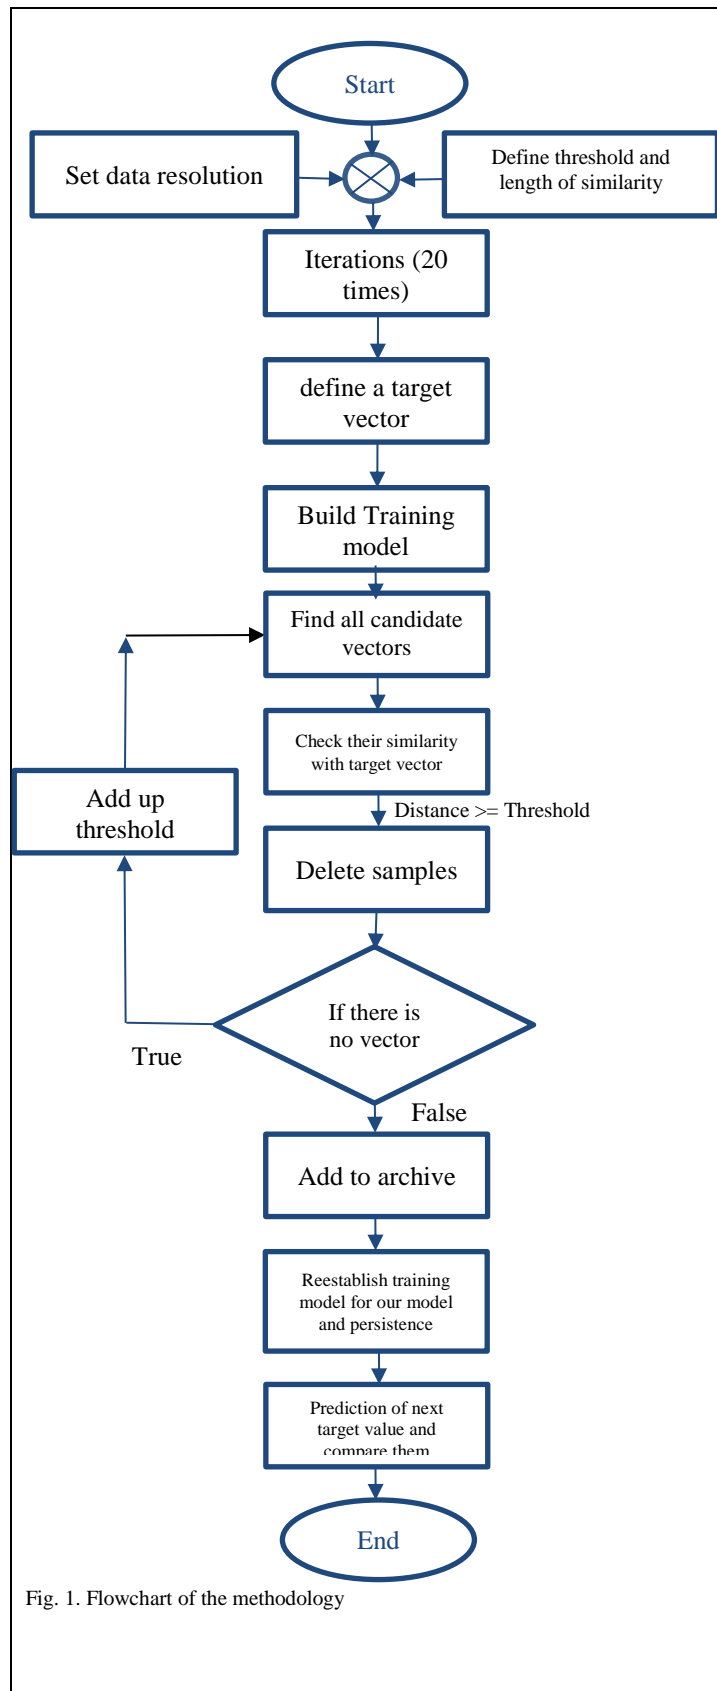 Start
Set data resolution
Define threshold and
length of similarity
Iterations (20
times)
define a target
vector
Build Training
model
Find all candidate
vectors
Check their similarity
with target vector
Add up
threshold
Distance >= Threshold
Delete samples
If there is
no vector
True
False
Add to archive
Reestablish training
model for our model
and persistence
Prediction of next
target value and
compare them
End
Fig. 1. Flowchart of the methodology